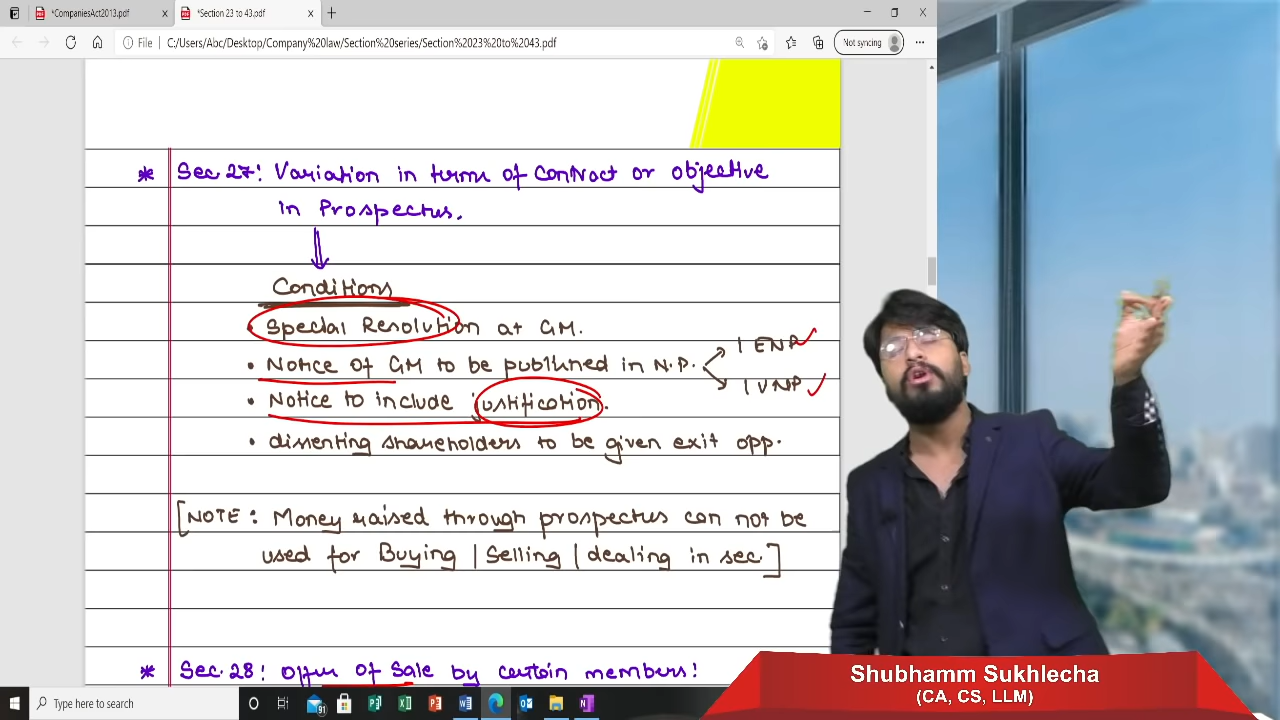 *CompaniesAct2013.pdf
*Section 23 to 43.pdf
File
C:/Users/Abc/Desktop/Company%20law/Section%20series/Section%2023%20to%2043.pdf
Not syncing
* Sec.27: Variation in terms of contract or objective
in Prospectus.
Conditions
• Special Resolution at GM.
• Notice of GM to be published in N.P.
1 ENP
1 VNP
• Notice to include justification.
• dissenting shareholders to be given exit opp.
[NOTE: Money raised through prospectus can not be
used for Buying | Selling | dealing in sec.]
* Sec.28: Offer of Sale by certain members:
Shubhamm Sukhlecha
(CA, CS, LLM)
Type here to search
91